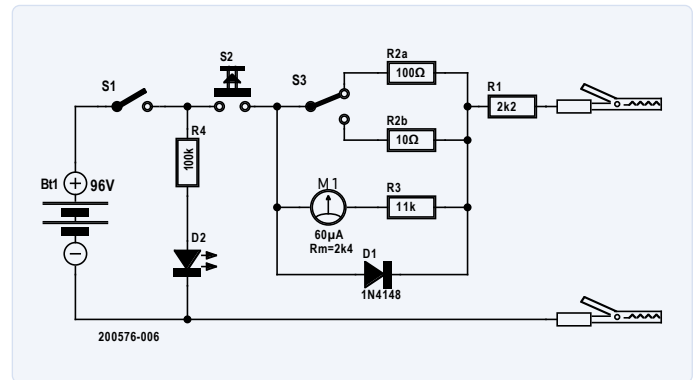 S1
S2
S3
R2a
100Ω
R1
2k2
R4
100k
R2b
10Ω
Bt1
+
96V
−
M1
R3
11k
60µA
Rm=2k4
D2
D1
1N4148
200576-006